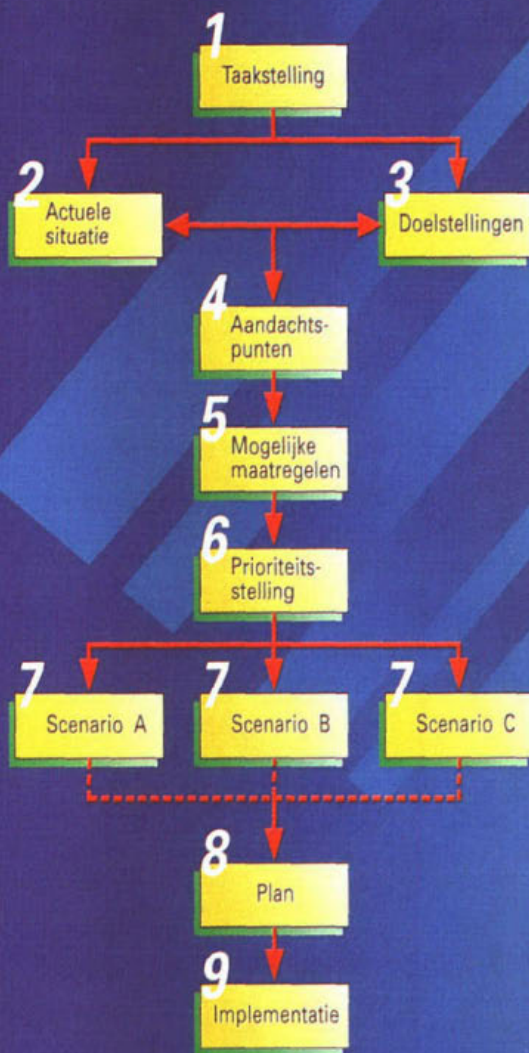 1
Taakstelling
2
Actuele
situatie
3
Doelstellingen
4
Aandachts-
punten
5
Mogelijke
maatregelen
6
Prioriteits-
stelling
7
Scenario A
7
Scenario B
7
Scenario C
8
Plan
9
Implementatie